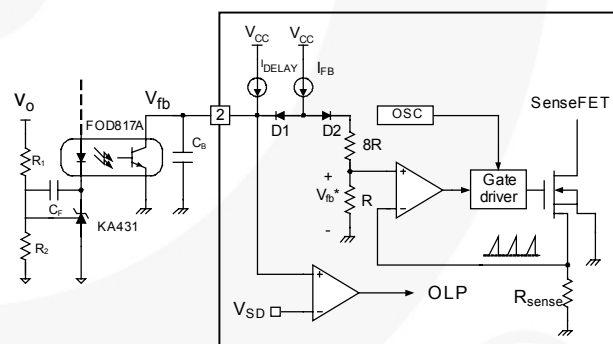 VCC VCC
IDELAY IFB
Vo Vfb 2 D1 D2 OSC SenseFET
FOD817A
R1 CB 8R
CF + Vfb* - R + - Gate driver
KA431
R2
+ - OLP
VSD Rsense